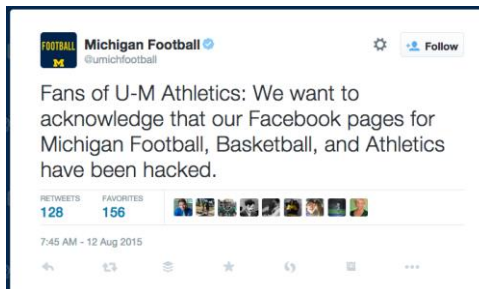 FOOTBALL
M
Michigan Football
@umichfootball
Follow
Fans of U-M Athletics: We want to
acknowledge that our Facebook pages for
Michigan Football, Basketball, and Athletics
have been hacked.
RETWEETS FAVORITES
128 156
7:45 AM - 12 Aug 2015